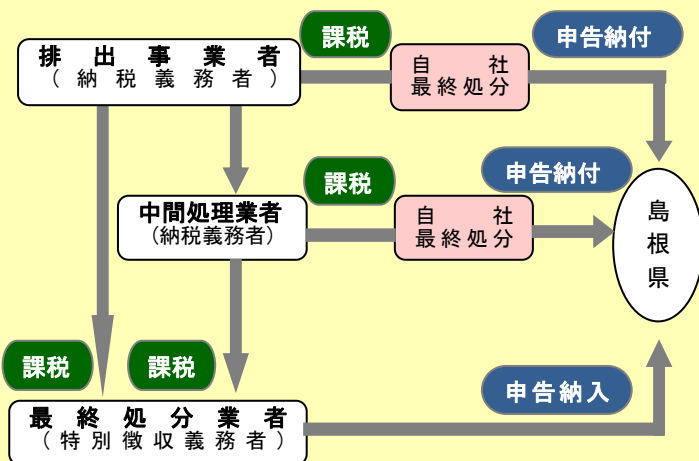 課税
申告納付
排出事業者
(納税義務者)
自社
最終処分
課税
申告納付
中間処理業者
(納税義務者)
自社
最終処分
島根県
課税
課税
申告納入
最終処分業者
(特別徴収義務者)